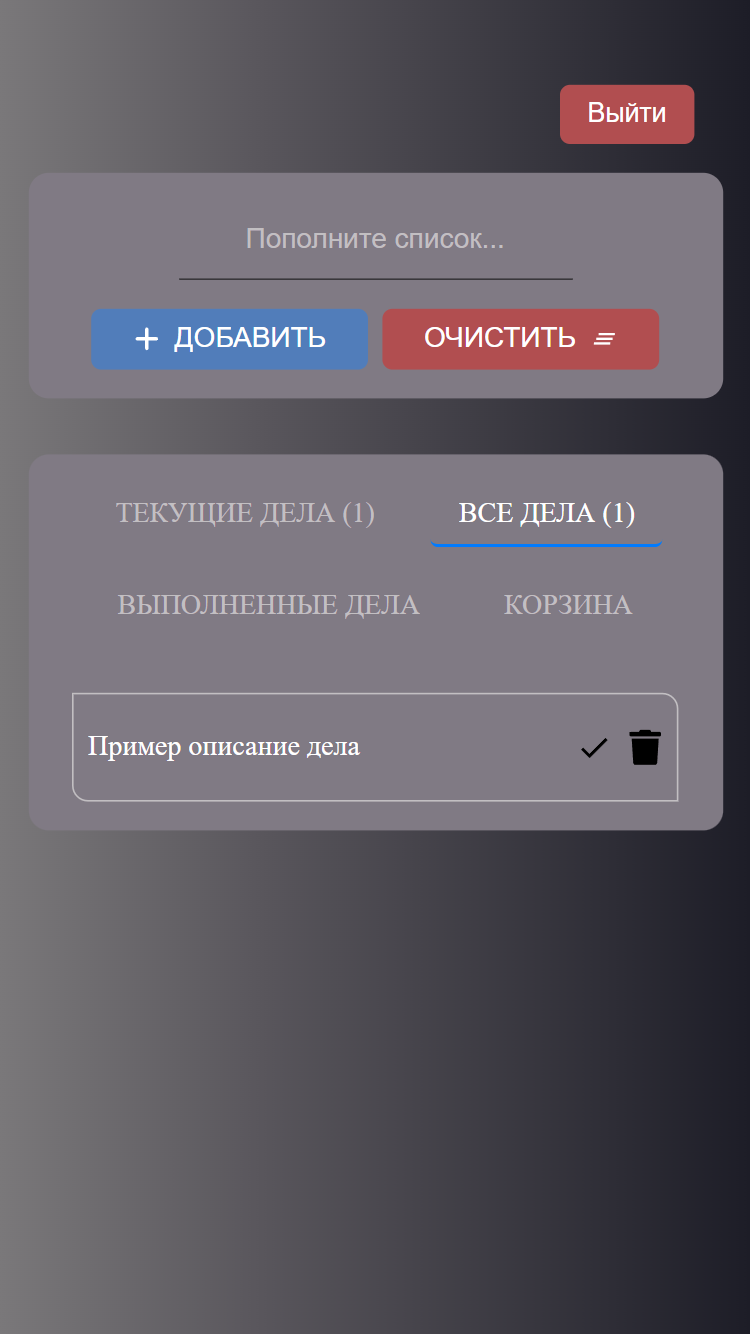 Выйти
Пополните список...
ДОБАВИТЬ ОЧИСТИТЬ
ТЕКУЩИЕ ДЕЛА (1) ВСЕ ДЕЛА (1)
ВЫПОЛНЕННЫЕ ДЕЛА КОРЗИНА
Пример описание дела